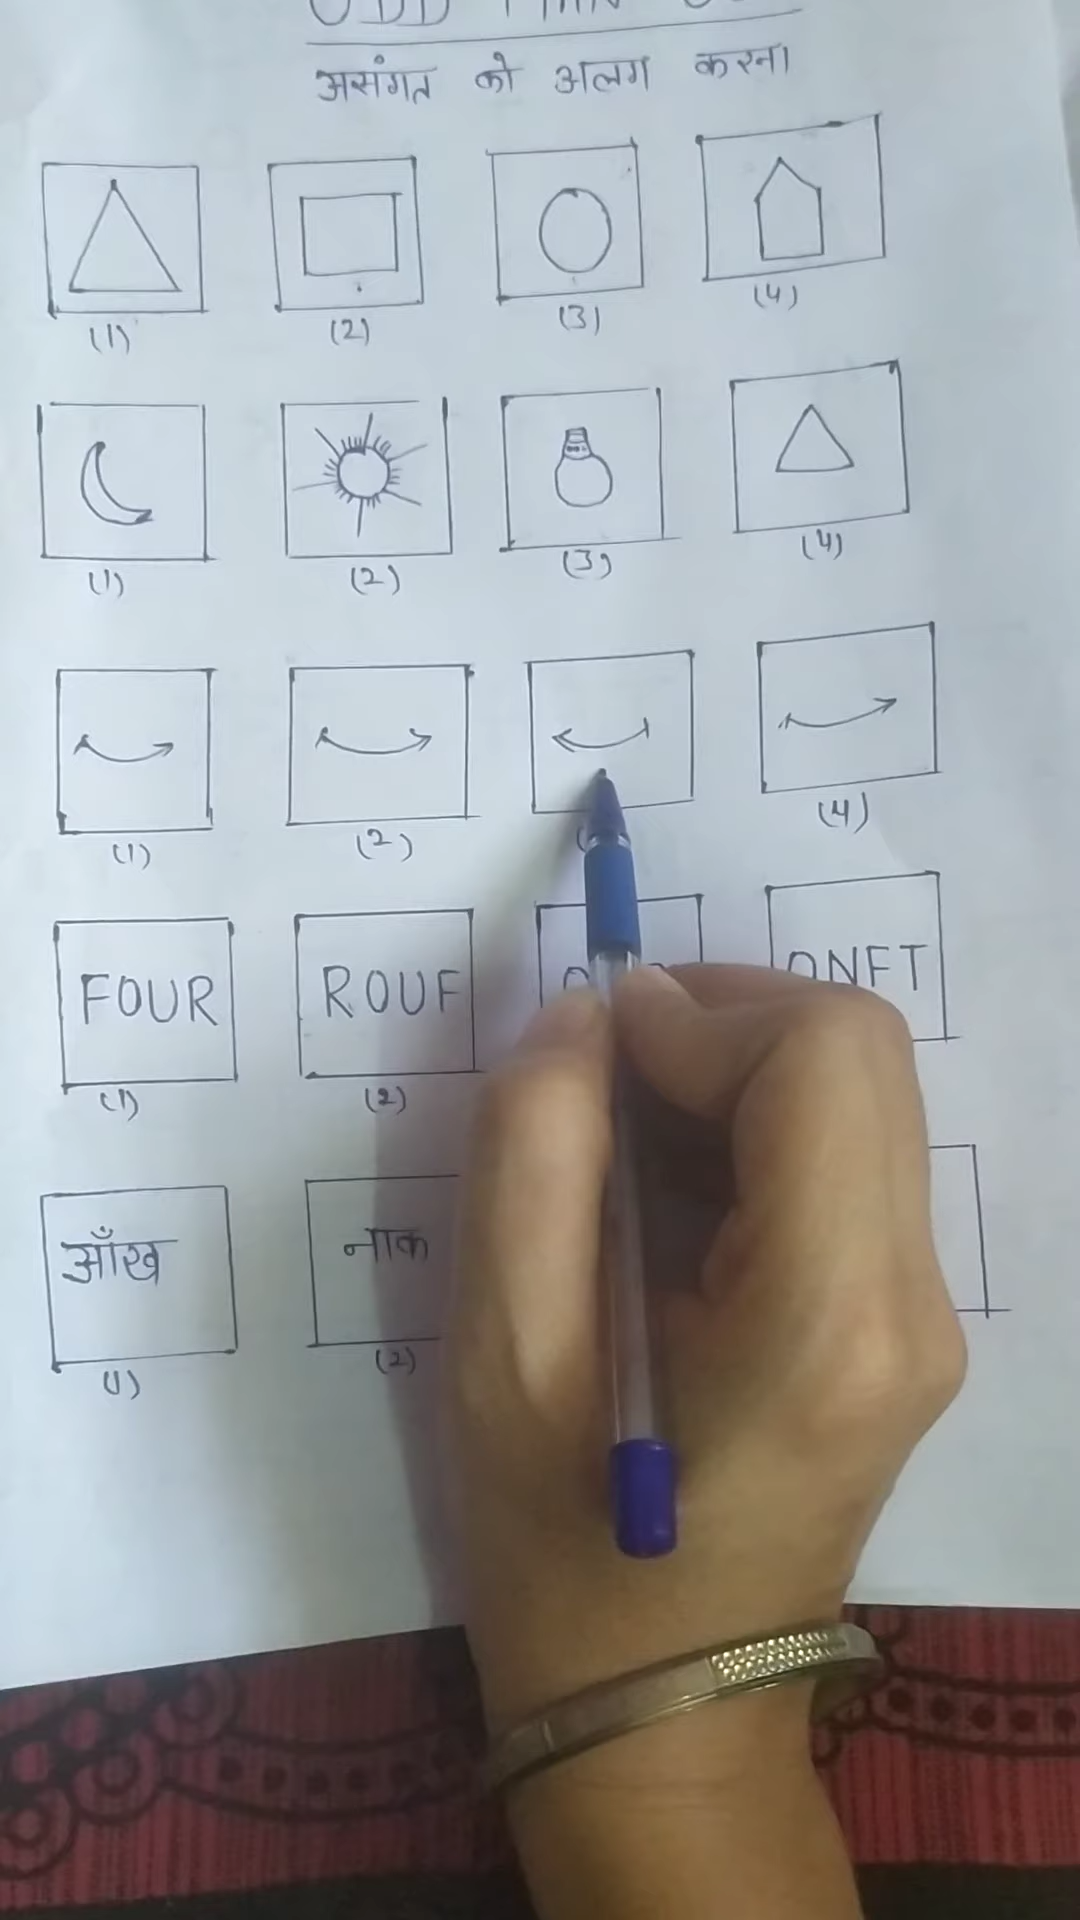 असंगत को अलग करना
(1) (2) (3) (4)
(1) (2) (3) (4)
(1) (2) (4)
FOUR ROUF ONFT
(1) (2)
आँख नाक
(1) (2)